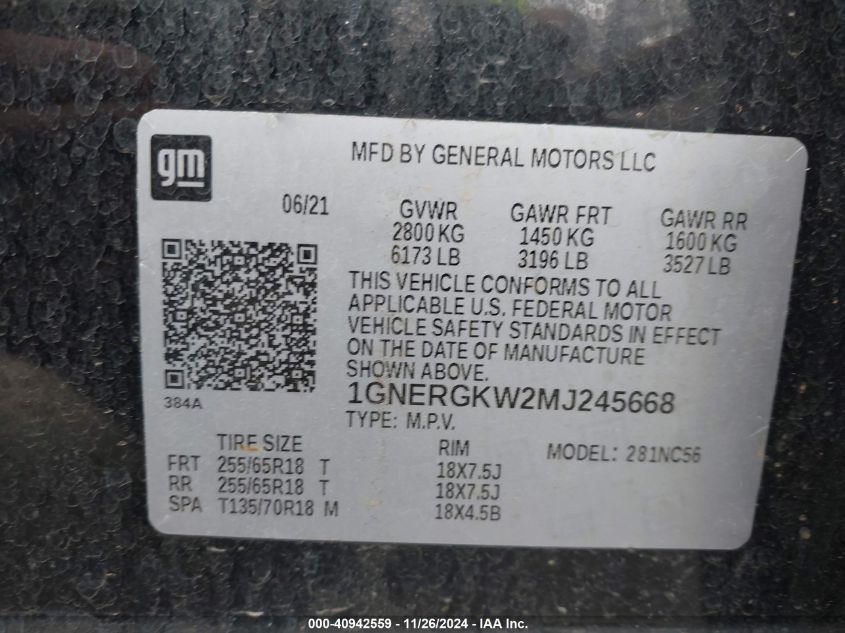 gm
MFD BY GENERAL MOTORS LLC
06/21
GVWR GAWR FRT GAWR RR
2800 KG 1450 KG 1600 KG
6173 LB 3196 LB 3527 LB
THIS VEHICLE CONFORMS TO ALL
APPLICABLE U.S. FEDERAL MOTOR
VEHICLE SAFETY STANDARDS IN EFFECT
ON THE DATE OF MANUFACTURE
SHOWN ABOVE.
384A
1GNERGKW2MJ245668
TYPE: M.P.V.
TIRE SIZE RIM MODEL: 281NC56
FRT 255/65R18 T 18X7.5J
RR 255/65R18 T 18X7.5J
SPA T135/70R18 M 18X4.5B
000-40942559 - 11/26/2024 - IAA Inc.